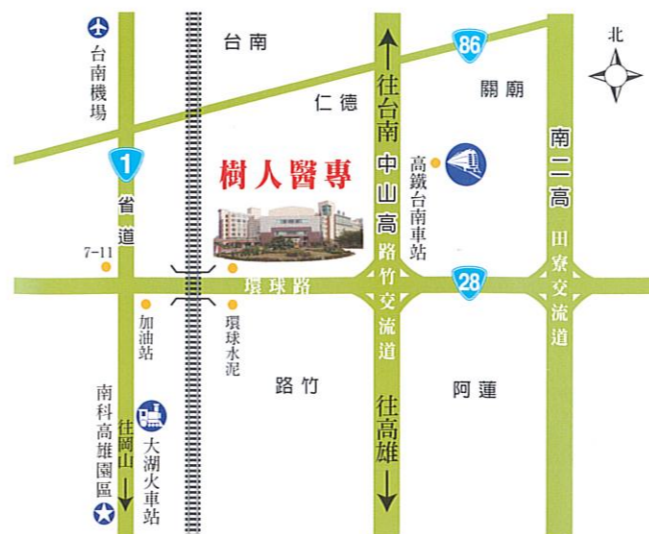 台南機場
台南
仁德
往台南
86
關廟
北
1
省道
樹人醫專
中山高
高鐵台南車站
南二高
7-11
環球路
路竹交流道
28
田寮交流道
加油站
環球水泥
路竹
阿蓮
南科高雄園區
往岡山
大湖火車站
往高雄